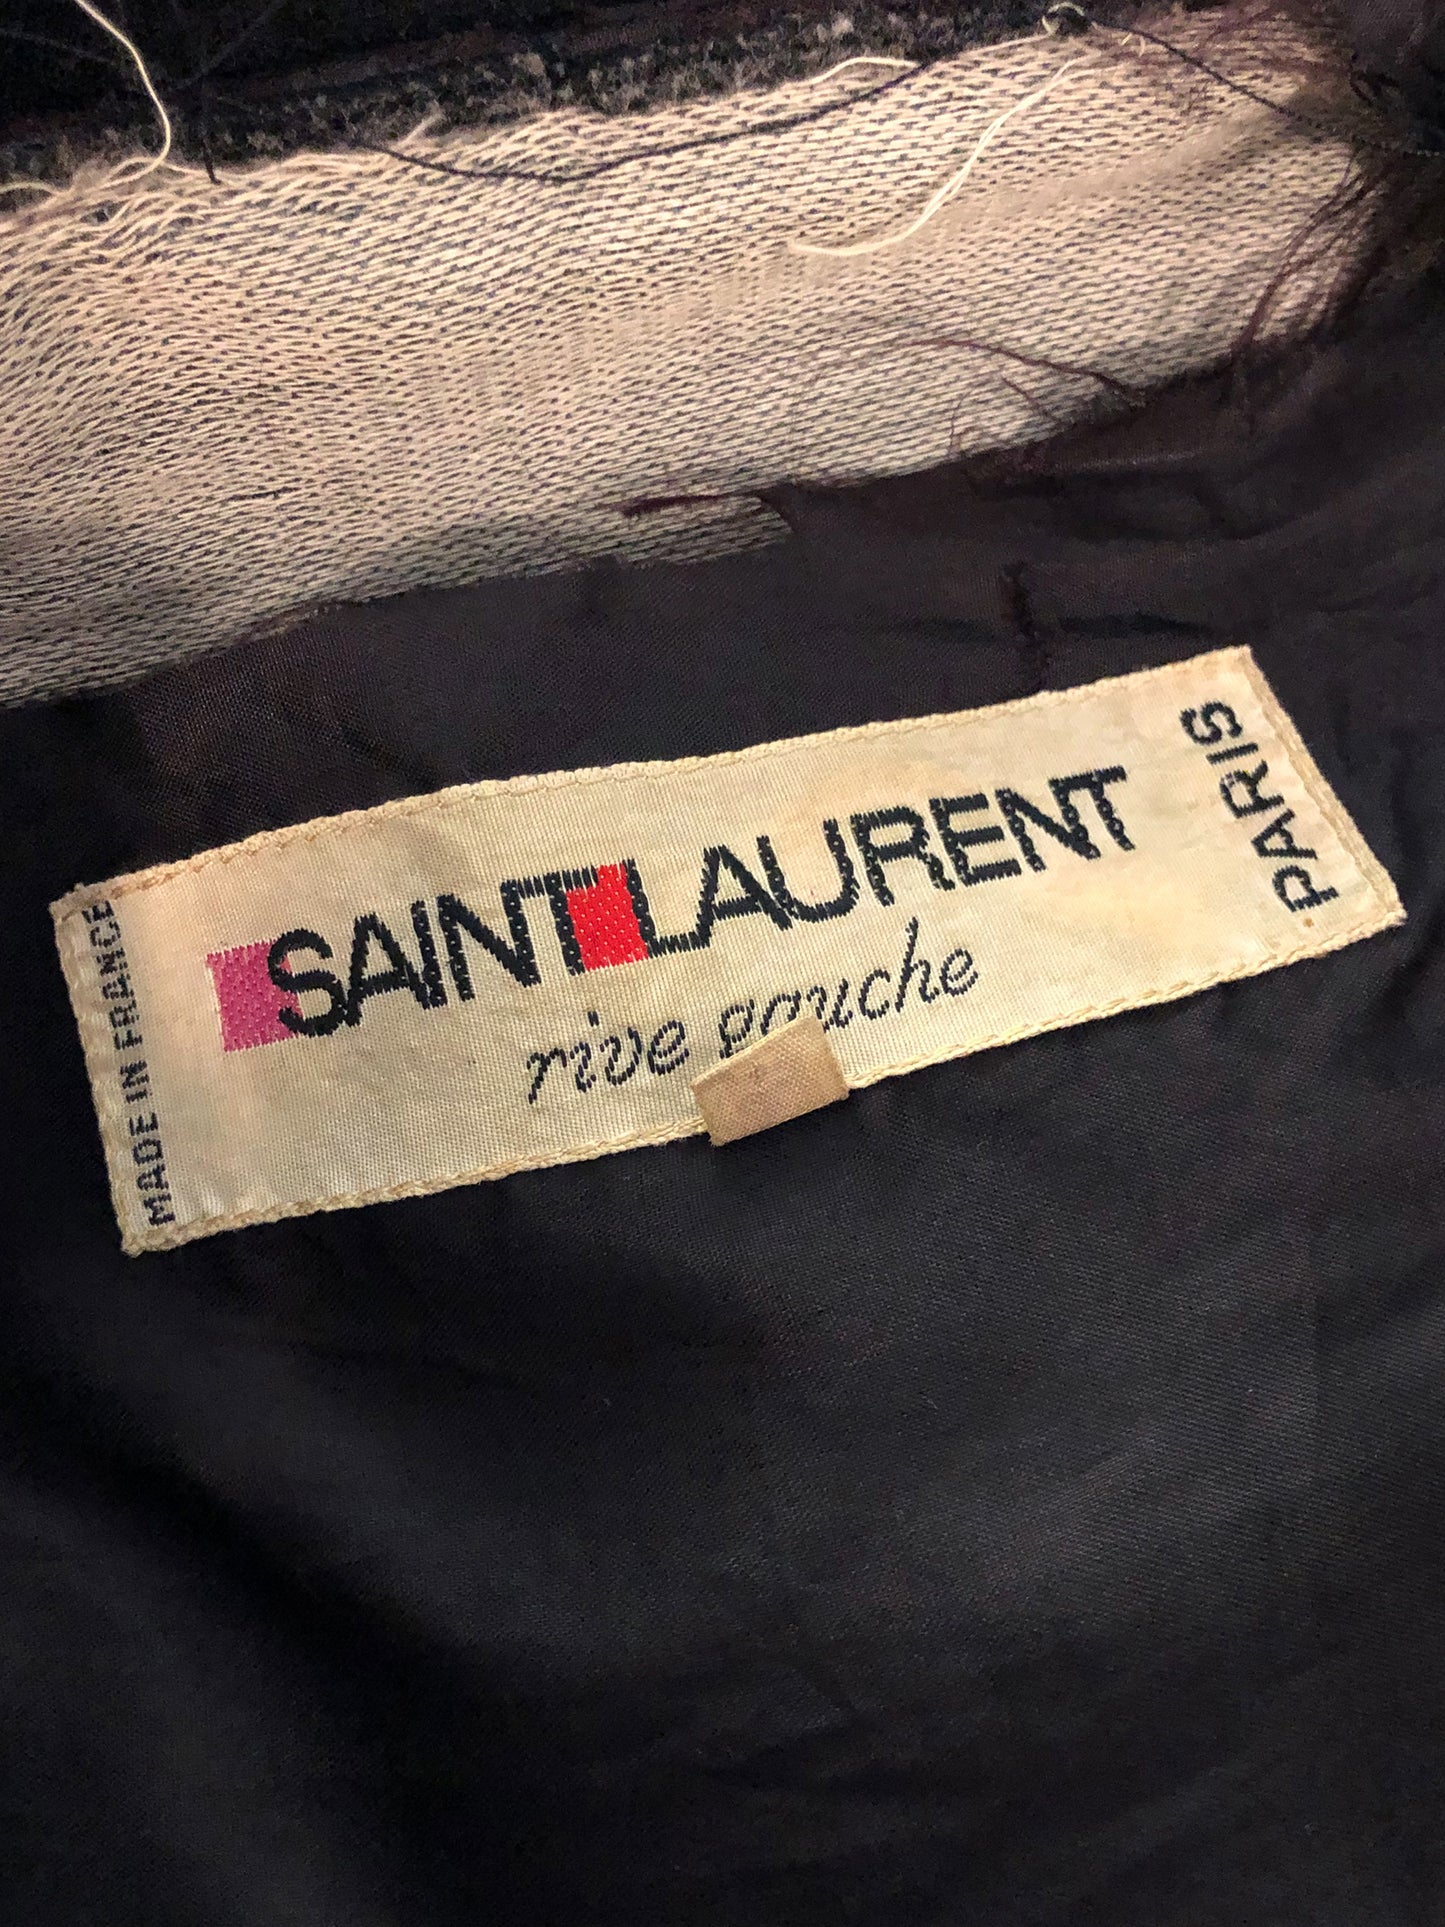 MADE IN FRANCE
SAINT LAURENT
rive gauche
PARIS